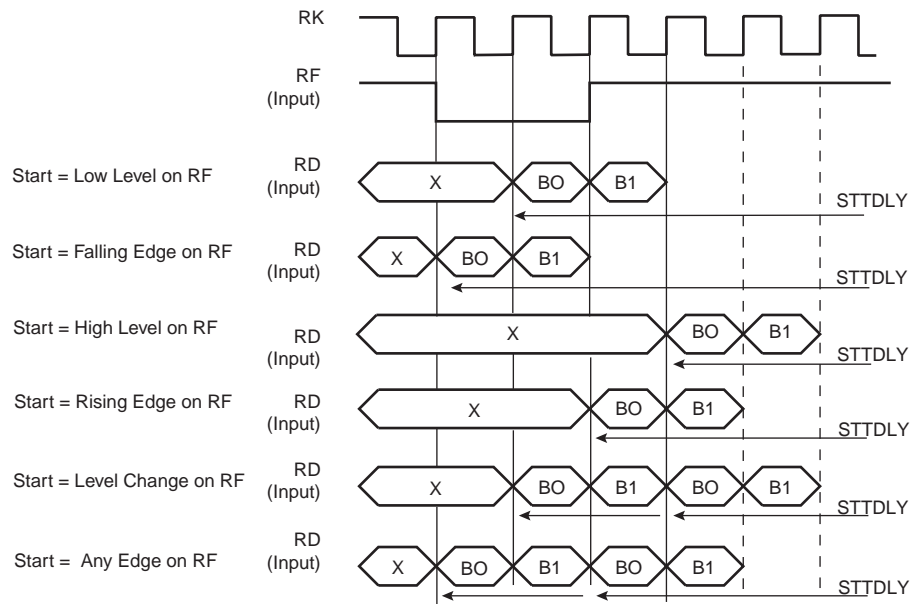 RK
RF
(Input)
Start = Low Level on RF
RD
(Input)
X
BO
B1
STTDLY
Start = Falling Edge on RF
RD
(Input)
X
BO
B1
STTDLY
Start = High Level on RF
RD
(Input)
X
BO
B1
STTDLY
Start = Rising Edge on RF
RD
(Input)
X
BO
B1
STTDLY
Start = Level Change on RF
RD
(Input)
X
BO
B1
BO
B1
STTDLY
Start = Any Edge on RF
RD
(Input)
X
BO
B1
BO
B1
STTDLY